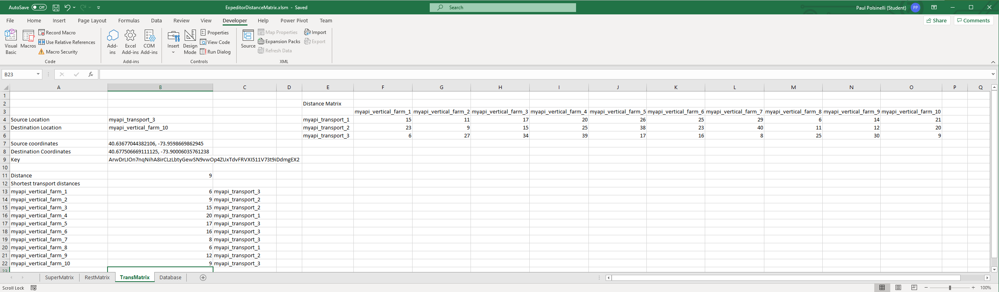 AutoSave Off ExpeditorDistanceMatrix.xlsm - Saved Search Paul Polsinelli (Student) PP
File Home Insert Page Layout Formulas Data Review View Developer Help Power Pivot Team Share Comments
Visual Basic Macros Record Macro Use Relative References Macro Security
Add-ins Excel Add-ins COM Add-ins
Insert Design Mode Properties View Code Run Dialog
Source Map Properties Expansion Packs Refresh Data Import Export
Code Add-ins Controls XML
B23 fx
A B C D E F G H I J K L M N O P Q
1
2 Distance Matrix
3 myapi_vertical_farm_1 myapi_vertical_farm_2 myapi_vertical_farm_3 myapi_vertical_farm_4 myapi_vertical_farm_5 myapi_vertical_farm_6 myapi_vertical_farm_7 myapi_vertical_farm_8 myapi_vertical_farm_9 myapi_vertical_farm_10
4 Source Location myapi_transport_3 myapi_transport_1 15 11 17 20 26 25 29 6 14 21
5 Destination Location myapi_vertical_farm_10 myapi_transport_2 23 9 15 25 38 23 40 11 12 20
6 myapi_transport_3 6 27 34 39 17 16 8 25 30 9
7 Source coordinates 40.63677044382106, -73.9598669862945
8 Destination Coordinates 40.677506669111125, -73.90006035761238
9 Key ArwDrLIOn7nqNihA8irCLzLbtyGewSN9vwOp4ZUxTdvFRVXI511V73t9iDdmgEX2
10
11 Distance 9
12 Shortest transport distances
13 myapi_vertical_farm_1 6 myapi_transport_3
14 myapi_vertical_farm_2 9 myapi_transport_2
15 myapi_vertical_farm_3 15 myapi_transport_2
16 myapi_vertical_farm_4 20 myapi_transport_1
17 myapi_vertical_farm_5 17 myapi_transport_3
18 myapi_vertical_farm_6 16 myapi_transport_3
19 myapi_vertical_farm_7 8 myapi_transport_3
20 myapi_vertical_farm_8 6 myapi_transport_1
21 myapi_vertical_farm_9 12 myapi_transport_2
22 myapi_vertical_farm_10 9 myapi_transport_3
23
SuperMatrix RestMatrix TransMatrix Database
Scroll Lock 100%